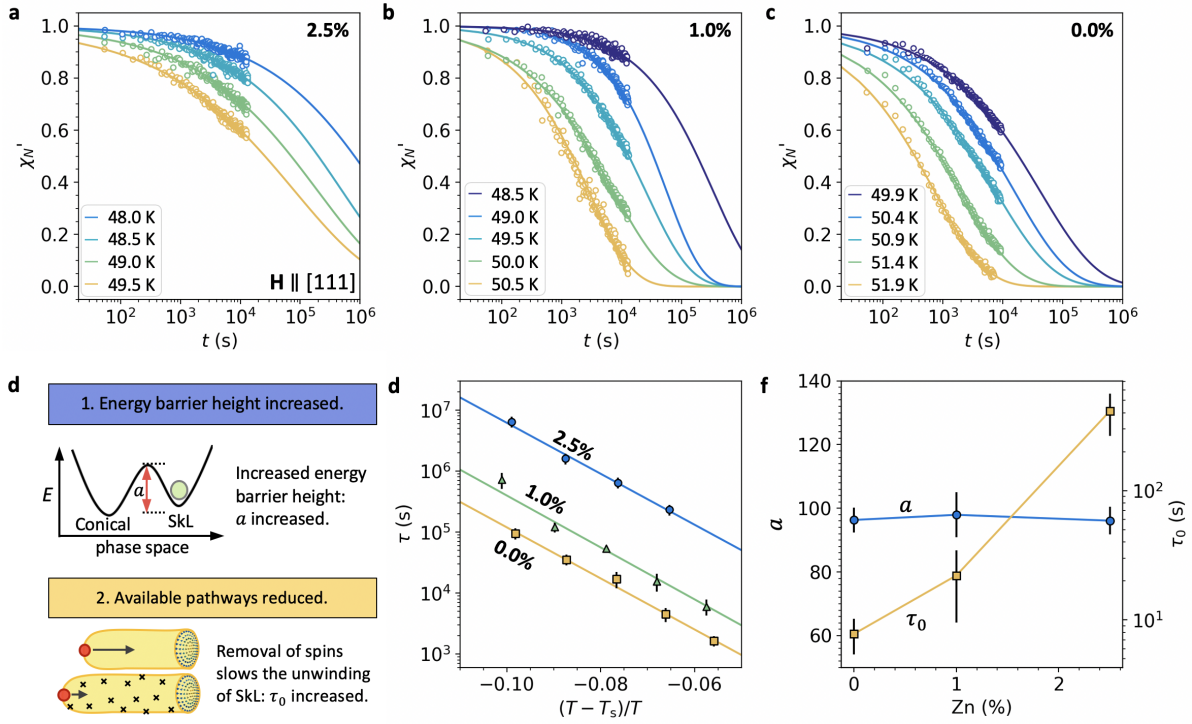 a
2.5%
1.0
0.8
0.6
0.4
0.2
0.0
χN'
48.0 K
48.5 K
49.0 K
49.5 K
H ∥ [111]
10²
10³
10⁴
10⁵
10⁶
t (s)
b
1.0%
1.0
0.8
0.6
0.4
0.2
0.0
χN'
48.5 K
49.0 K
49.5 K
50.0 K
50.5 K
10²
10³
10⁴
10⁵
10⁶
t (s)
c
0.0%
1.0
0.8
0.6
0.4
0.2
0.0
χN'
49.9 K
50.4 K
50.9 K
51.4 K
51.9 K
10²
10³
10⁴
10⁵
10⁶
t (s)
d
1. Energy barrier height increased.
E
a
Conical
SkL
phase space
Increased energy
barrier height:
a increased.
2. Available pathways reduced.
Removal of spins
slows the unwinding
of SkL: τ₀ increased.
d
10⁷
10⁶
10⁵
10⁴
10³
τ (s)
2.5%
1.0%
0.0%
−0.10
−0.08
−0.06
(T − Tₛ)/T
f
140
120
100
80
60
a
a
τ₀
10²
10¹
τ₀ (s)
0
1
2
Zn (%)